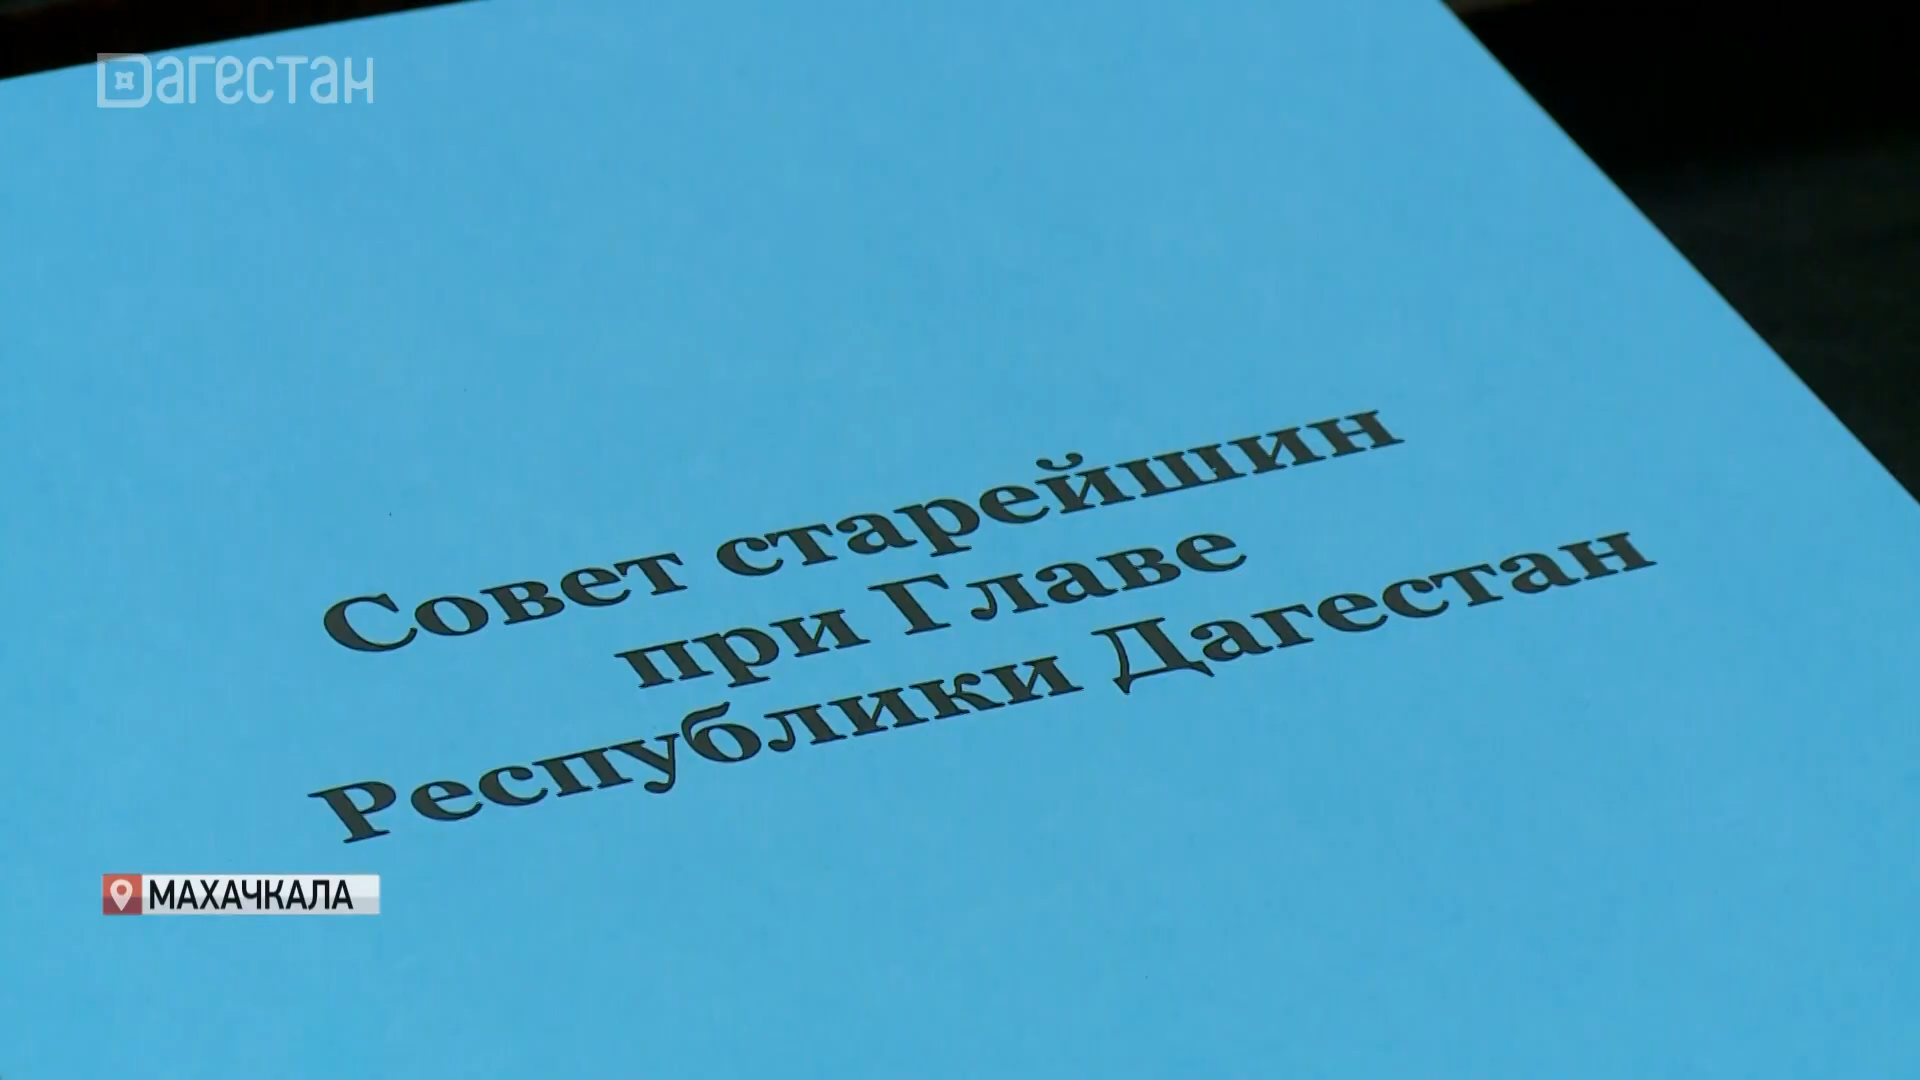 Дагестан
Совет старейшин
при Главе
Республики Дагестан
МАХАЧКАЛА